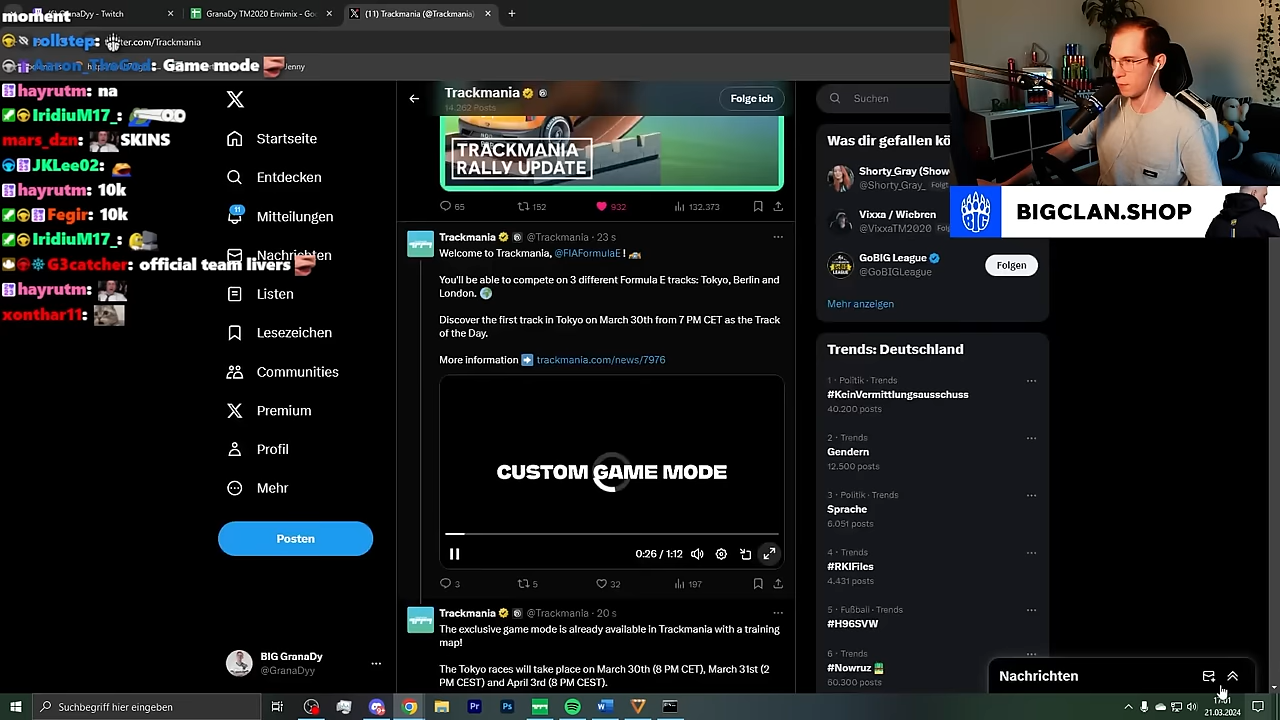 moment
rollstep:
Aaron_TheGod: Game mode
hayrutm: na
IridiuM17_:
mars_dzn: SKINS
JKLee02:
hayrutm: 10k
Fegir: 10k
IridiuM17_:
G3catcher: official team livers
hayrutm:
xonthar11:
GranaDyy - Twitch
GranaDy TM2020 Envimix - Go
(11) Trackmania (@Trackmania)
ter.com/Trackmania
X
Startseite
Entdecken
11
Mitteilungen
Nachrichten
Listen
Lesezeichen
Communities
Premium
Profil
Mehr
Posten
BIG GranaDy
@GranaDyy
Trackmania
14.262 Posts
Folge ich
TRACKMANIA
RALLY UPDATE
65 152 932 132.373
Trackmania @Trackmania · 23 s
Welcome to Trackmania, @FIAFormulaE !
You'll be able to compete on 3 different Formula E tracks: Tokyo, Berlin and
London.
Discover the first track in Tokyo on March 30th from 7 PM CET as the Track
of the Day.
More information trackmania.com/news/7976
CUSTOM GAME MODE
0:26 / 1:12
3 5 32 197
Trackmania @Trackmania · 20 s
The exclusive game mode is already available in Trackmania with a training
map!
The Tokyo races will take place on March 30th (8 PM CET), March 31st (2
PM CEST) and April 3rd (8 PM CEST).
Suchen
Was dir gefallen kö
Shorty_Gray (Show
@Shorty_Gray_ Folgt
Vixxa / Wiebren
@VixxaTM2020
GoBIG League
@GoBIGLeague
Folgen
Mehr anzeigen
Trends: Deutschland
1 · Politik · Trends
#KeinVermittlungsausschuss
40.200 posts
2 · Trends
Gendern
12.500 posts
3 · Politik · Trends
Sprache
6.051 posts
4 · Trends
#RKIFiles
4.431 posts
5 · Fußball · Trends
#H96SVW
6 · Trends
#Nowruz
60.300 posts
Nachrichten
BIG
BIGCLAN.SHOP
Suchbegriff hier eingeben
17:01
21.03.2024